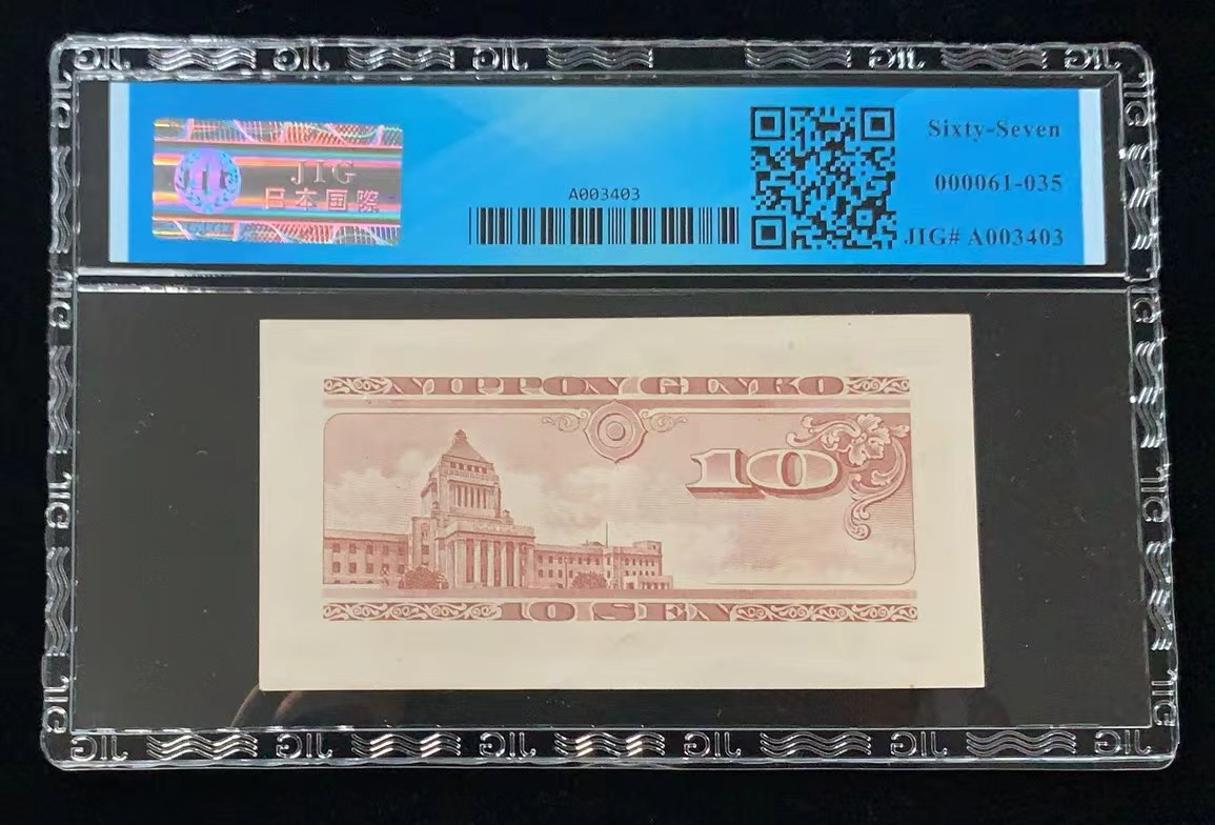 JIG
日本国際
A003403
Sixty-Seven
000061-035
JIG# A003403
NIPPON GINKO
10
10 SEN